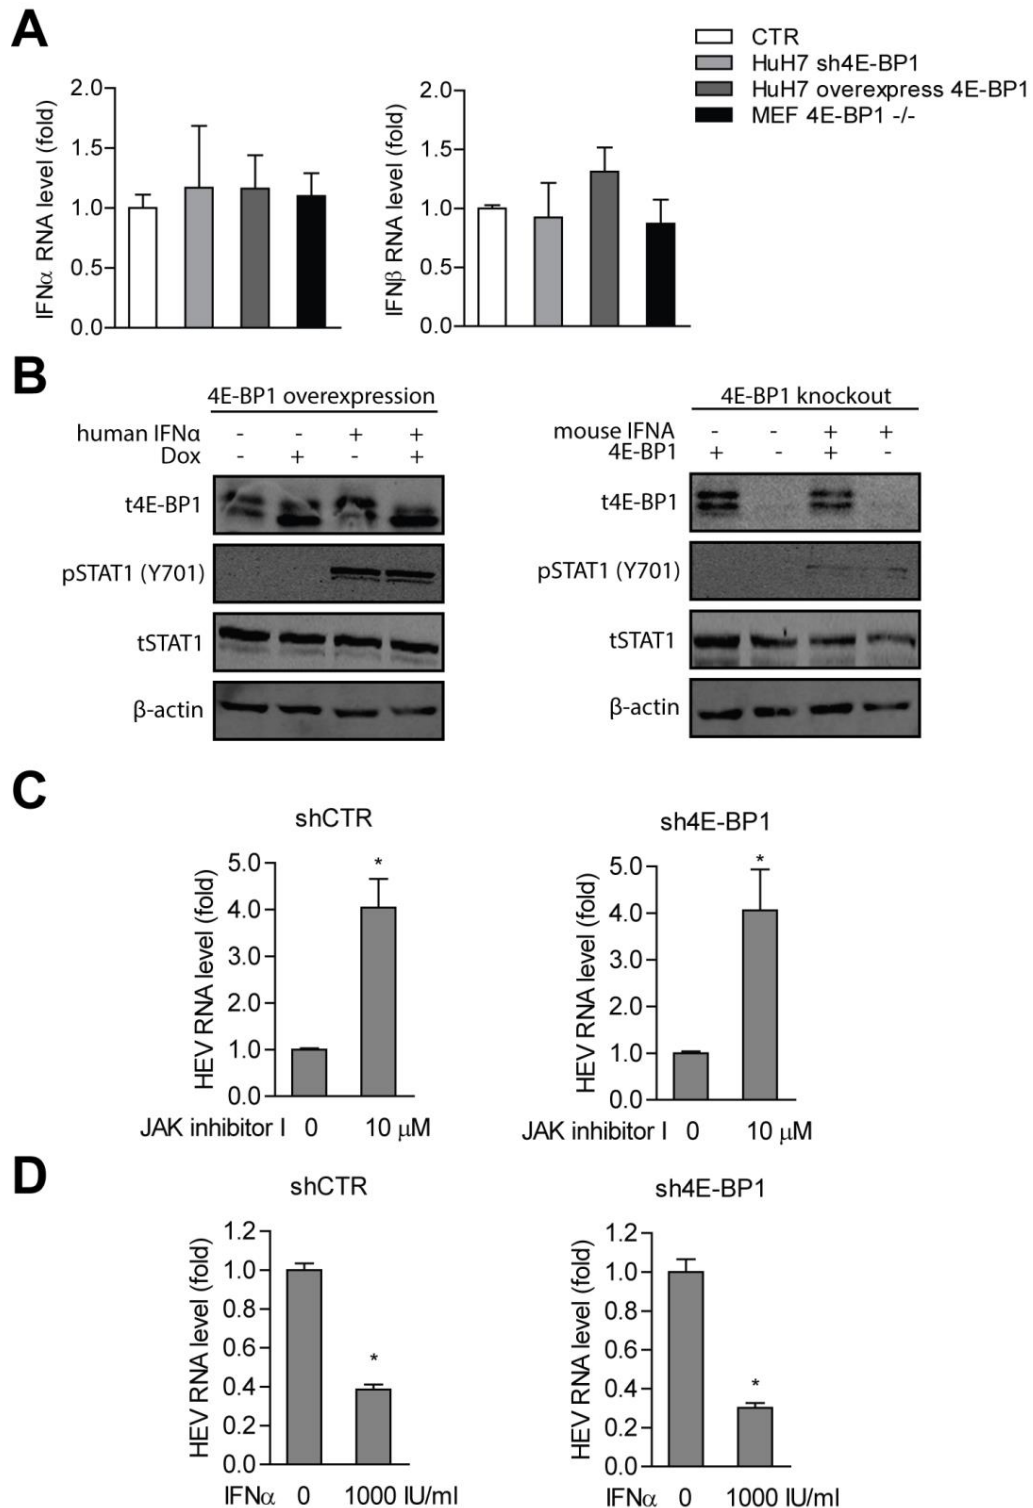 A
CTR
HuH7 sh4E-BP1
HuH7 overexpress 4E-BP1
MEF 4E-BP1 -/-
IFNα RNA level (fold)
2.0
1.5
1.0
0.5
0.0
IFNβ RNA level (fold)
2.0
1.5
1.0
0.5
0.0
B
4E-BP1 overexpression
human IFNα - - + +
Dox - + - +
t4E-BP1
pSTAT1 (Y701)
tSTAT1
β-actin
4E-BP1 knockout
mouse IFNA - - + +
4E-BP1 + - + -
t4E-BP1
pSTAT1 (Y701)
tSTAT1
β-actin
C
shCTR
HEV RNA level (fold)
5.0
4.0
3.0
2.0
1.0
0.0
*
JAK inhibitor I 0 10 μM
sh4E-BP1
HEV RNA level (fold)
5.0
4.0
3.0
2.0
1.0
0.0
*
JAK inhibitor I 0 10 μM
D
shCTR
HEV RNA level (fold)
1.2
1.0
0.8
0.6
0.4
0.2
0.0
*
IFNα 0 1000 IU/ml
sh4E-BP1
HEV RNA level (fold)
1.2
1.0
0.8
0.6
0.4
0.2
0.0
*
IFNα 0 1000 IU/ml